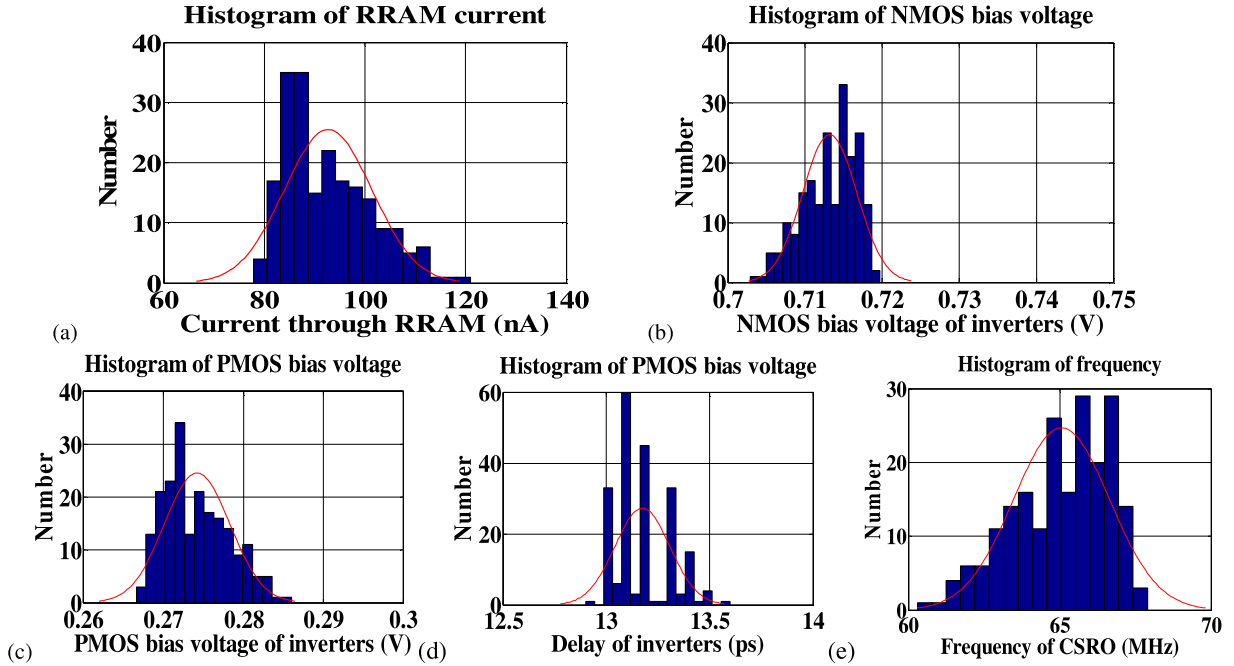 Histogram of RRAM current
Number
40
30
20
10
0
60 80 100 120 140
Current through RRAM (nA)
(a)
Histogram of NMOS bias voltage
Number
40
30
20
10
0
0.7 0.71 0.72 0.73 0.74 0.75
NMOS bias voltage of inverters (V)
(b)
Histogram of PMOS bias voltage
Number
40
30
20
10
0
0.26 0.27 0.28 0.29 0.3
PMOS bias voltage of inverters (V)
(c)
Histogram of PMOS bias voltage
Number
60
40
20
0
12.5 13 13.5 14
Delay of inverters (ps)
(d)
Histogram of frequency
Number
30
20
10
0
60 65 70
Frequency of CSRO (MHz)
(e)